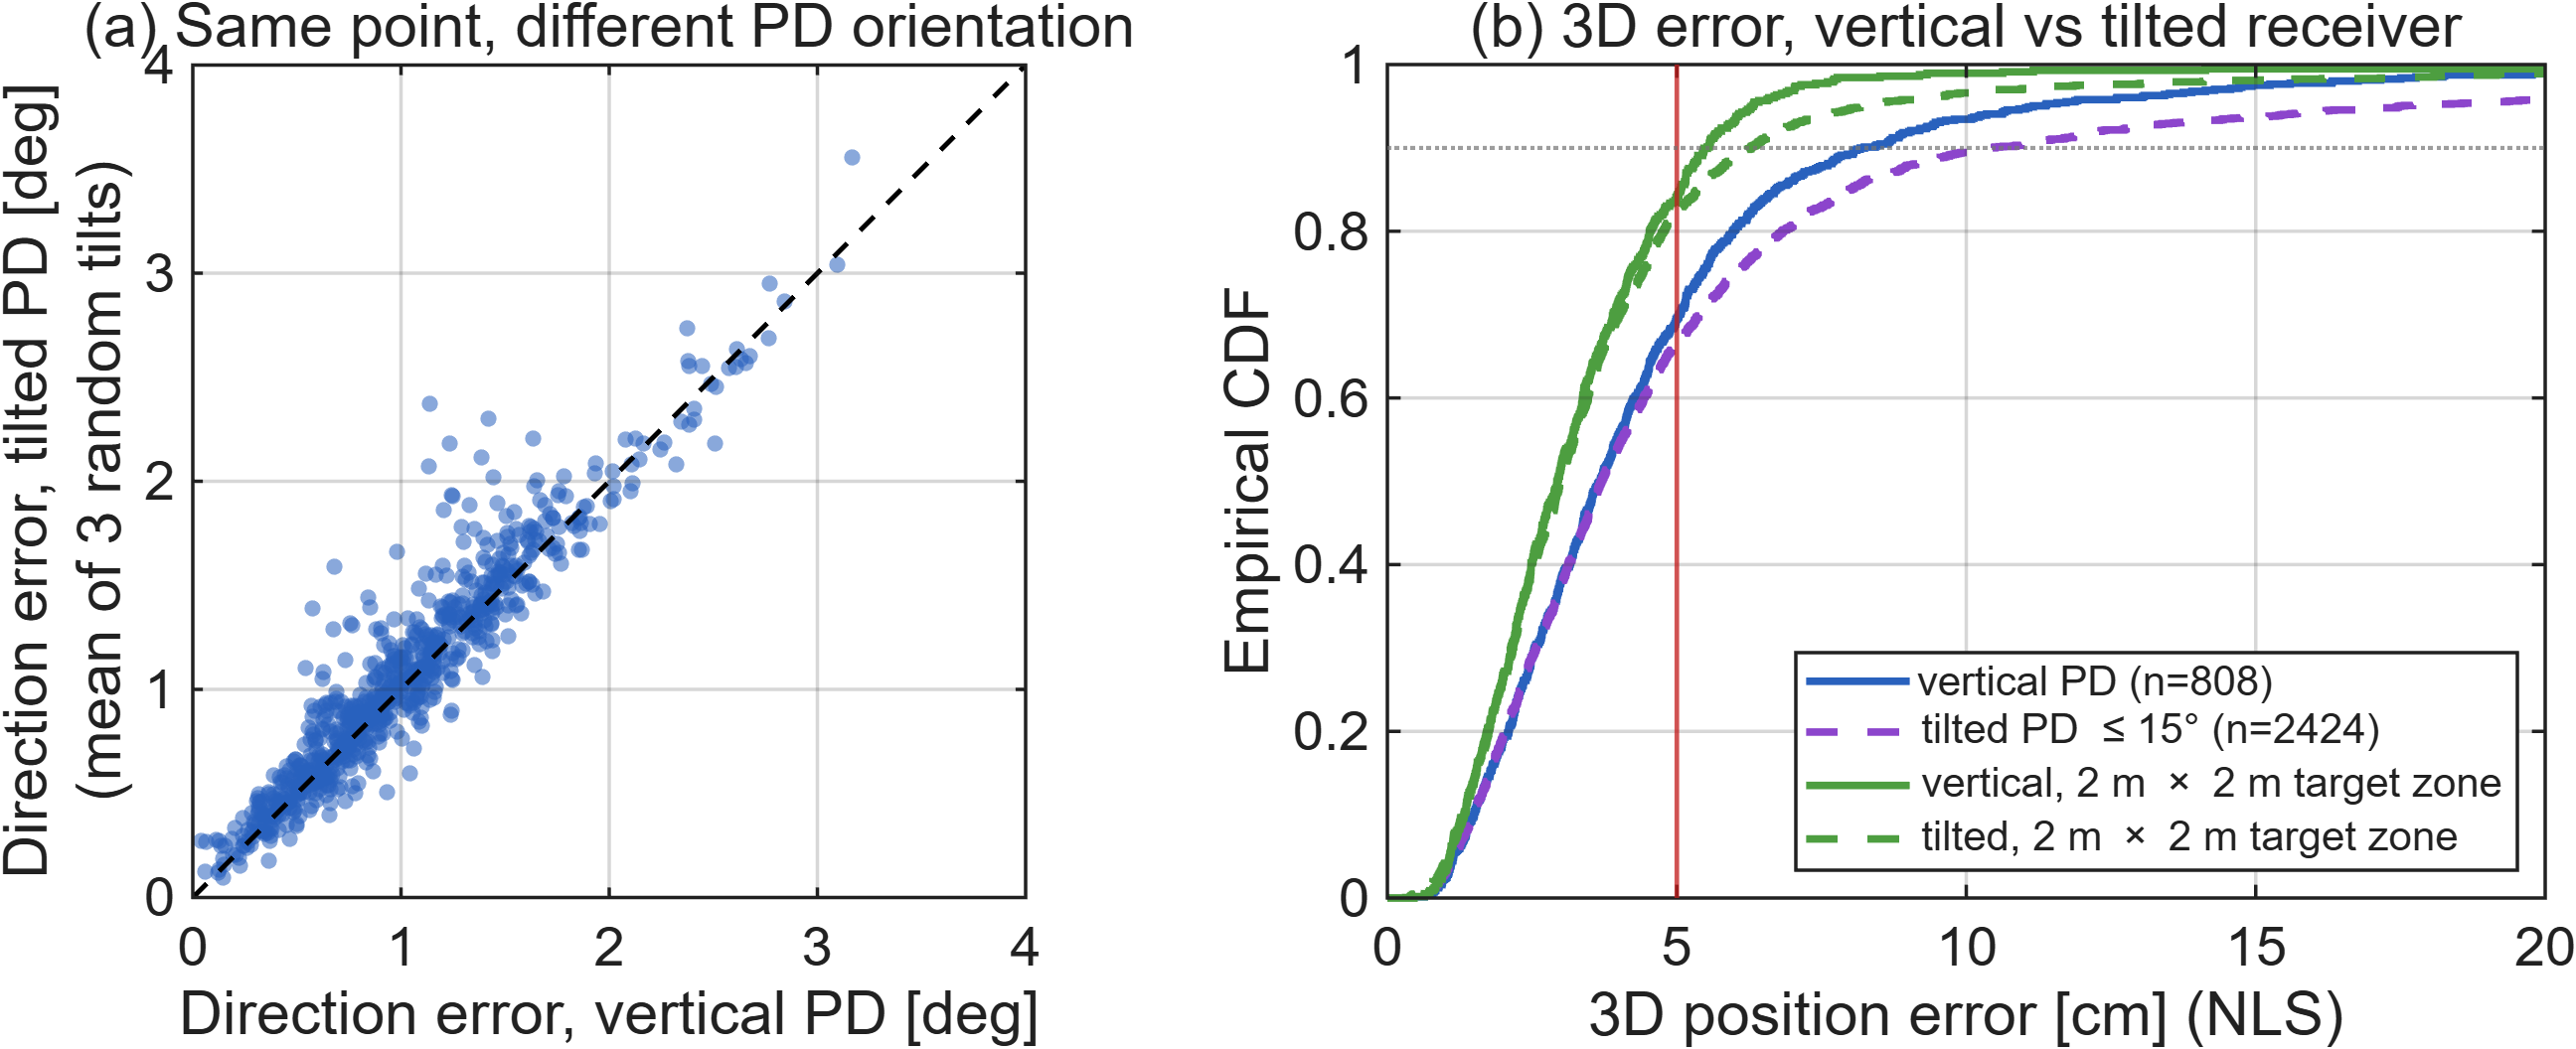 (a) Same point, different PD orientation
4
3
2
1
0
0 1 2 3 4
Direction error, tilted PD [deg]
(mean of 3 random tilts)
Direction error, vertical PD [deg]
(b) 3D error, vertical vs tilted receiver
1
0.8
0.6
0.4
0.2
0
0 5 10 15 20
Empirical CDF
3D position error [cm] (NLS)
vertical PD (n=808)
tilted PD ≤ 15° (n=2424)
vertical, 2 m × 2 m target zone
tilted, 2 m × 2 m target zone